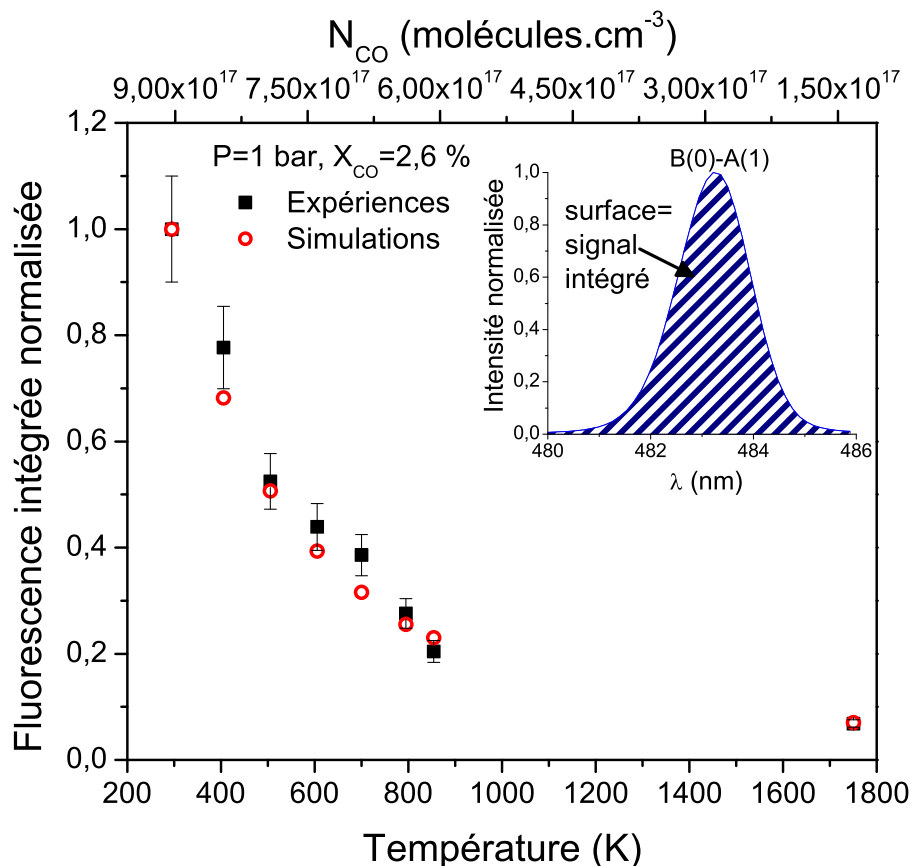 N_CO (molécules.cm^-3)
9,00x10^17 7,50x10^17 6,00x10^17 4,50x10^17 3,00x10^17 1,50x10^17
P=1 bar, X_CO=2,6 %
Expériences
Simulations
Fluorescence intégrée normalisée
1,2
1,0
0,8
0,6
0,4
0,2
0,0
200 400 600 800 1000 1200 1400 1600 1800
Température (K)
B(0)-A(1)
surface=
signal
intégré
Intensité normalisée
1,0
0,8
0,6
0,4
0,2
0,0
480 482 484 486
λ (nm)